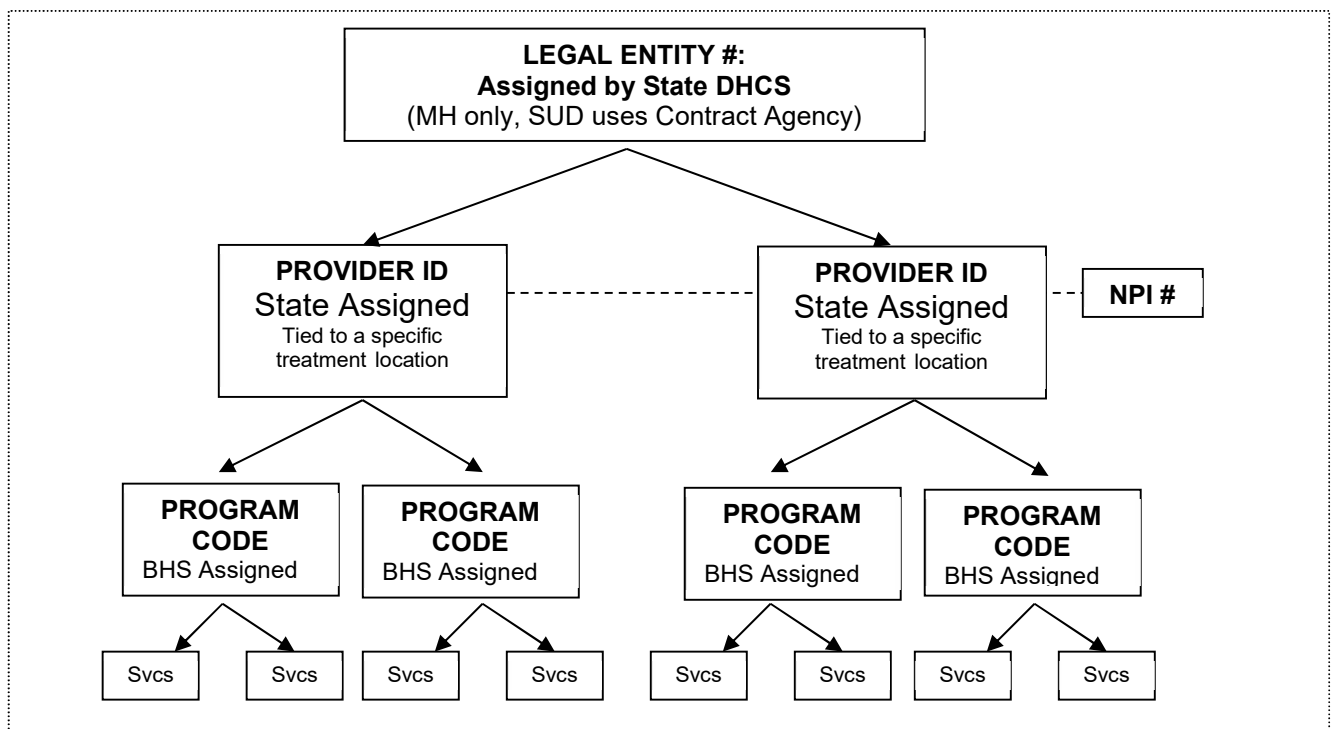 LEGAL ENTITY #:
Assigned by State DHCS
(MH only, SUD uses Contract Agency)
PROVIDER ID
State Assigned
Tied to a specific
treatment location
PROVIDER ID
State Assigned
Tied to a specific
treatment location
NPI #
PROGRAM
CODE
BHS Assigned
PROGRAM
CODE
BHS Assigned
PROGRAM
CODE
BHS Assigned
PROGRAM
CODE
BHS Assigned
Svcs
Svcs
Svcs
Svcs
Svcs
Svcs
Svcs
Svcs